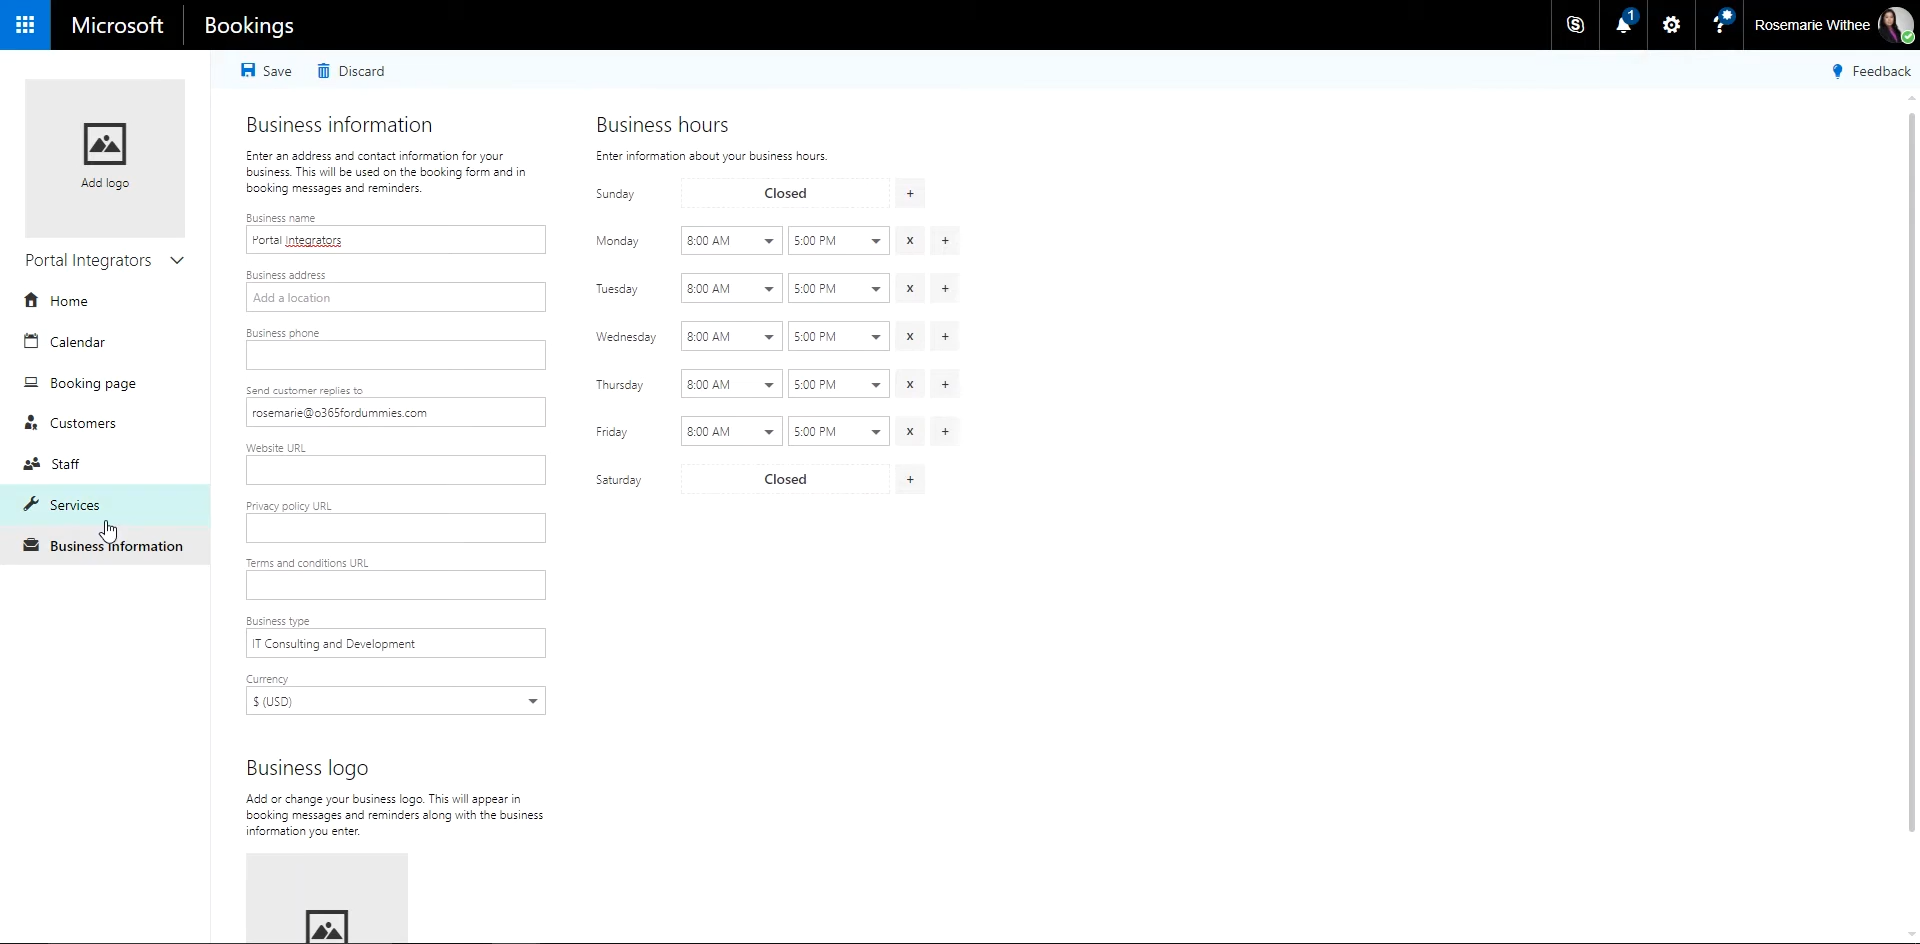 Microsoft
Bookings
1
Rosemarie Withee
Save
Discard
Feedback
Add logo
Portal Integrators
Home
Calendar
Booking page
Customers
Staff
Services
Business information
Business information
Enter an address and contact information for your
business. This will be used on the booking form and in
booking messages and reminders.
Business name
Portal Integrators
Business address
Add a location
Business phone
Send customer replies to
rosemarie@o365fordummies.com
Website URL
Privacy policy URL
Terms and conditions URL
Business type
IT Consulting and Development
Currency
$ (USD)
Business logo
Add or change your business logo. This will appear in
booking messages and reminders along with the business
information you enter.
Business hours
Enter information about your business hours.
Sunday Closed +
Monday 8:00 AM 5:00 PM x +
Tuesday 8:00 AM 5:00 PM x +
Wednesday 8:00 AM 5:00 PM x +
Thursday 8:00 AM 5:00 PM x +
Friday 8:00 AM 5:00 PM x +
Saturday Closed +